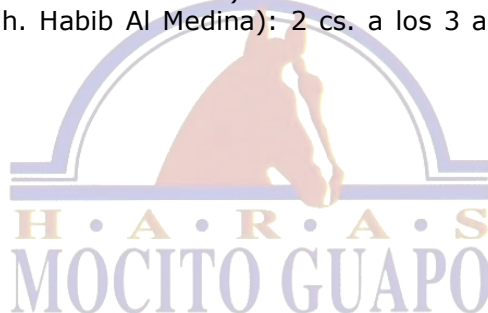 h. Habib Al Medina): 2 cs. a los 3 a
H • A • R • A • S
MOCITO GUAPO